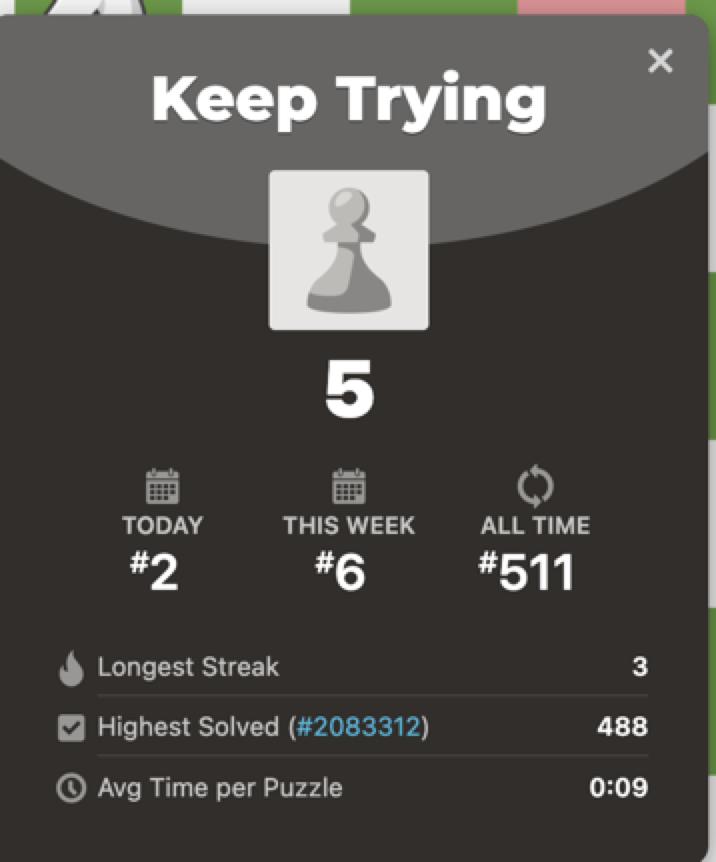 Keep Trying
5
TODAY THIS WEEK ALL TIME
#2 #6 #511
Longest Streak 3
Highest Solved (#2083312) 488
Avg Time per Puzzle 0:09